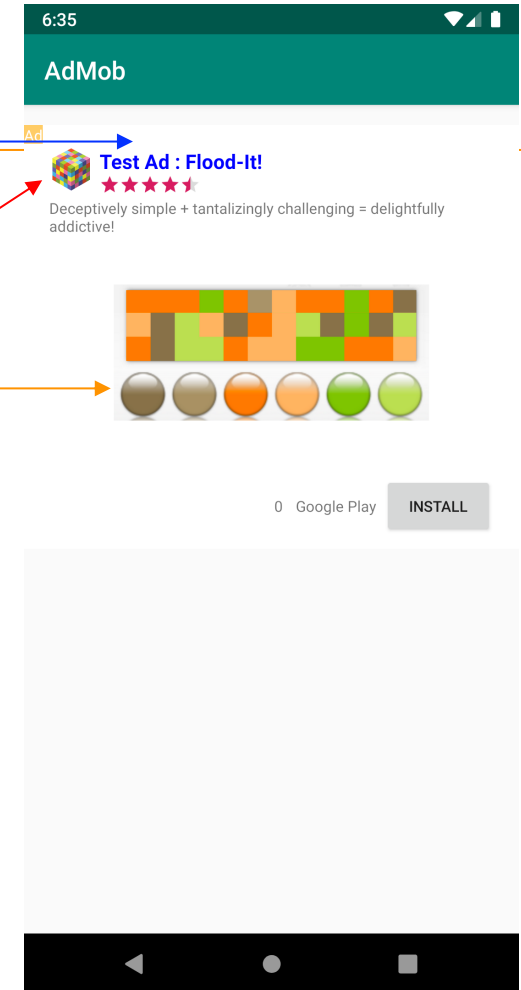 6:35
AdMob
Ad
Test Ad : Flood-It!
Deceptively simple + tantalizingly challenging = delightfully
addictive!
0 Google Play INSTALL